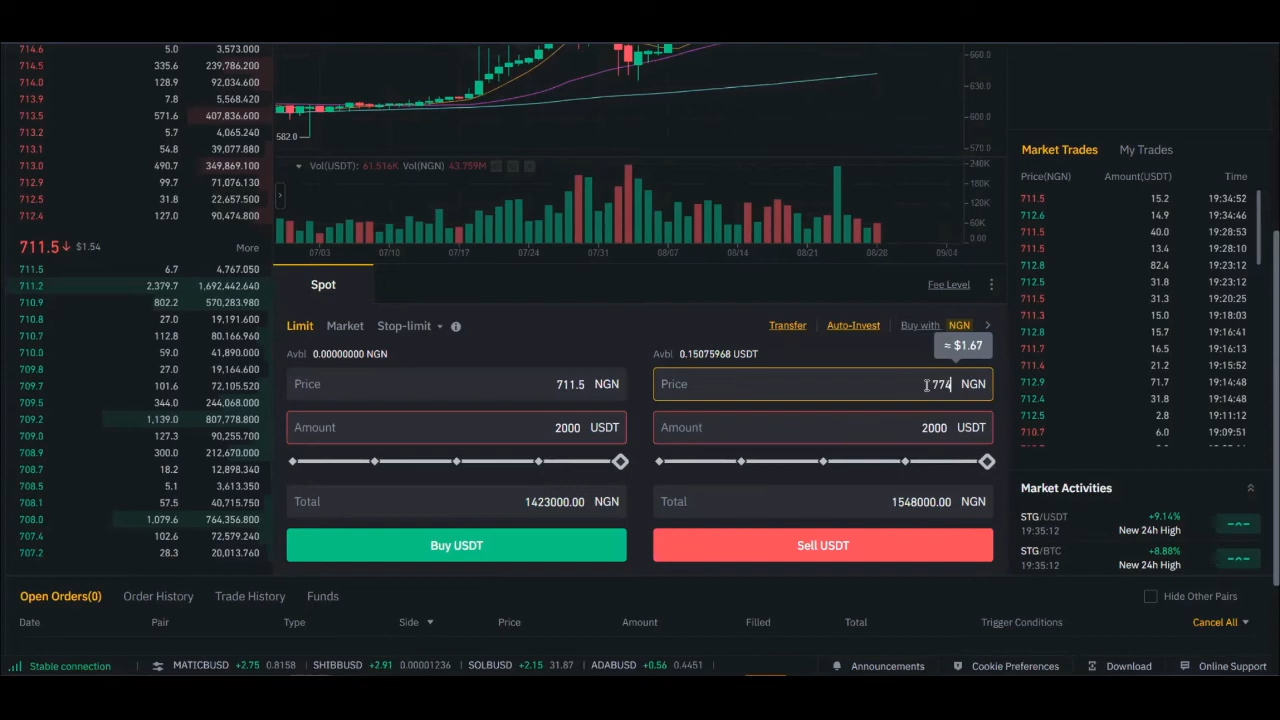 714.6 5.0 3,573.000
714.5 335.6 239,786.200
714.0 128.9 92,034.600
713.9 7.8 5,568.420
713.5 571.6 407,836.600
713.2 5.7 4,065.240
713.1 54.8 39,077.880
713.0 490.7 349,869.100
712.9 99.7 71,076.130
712.5 31.8 22,657.500
712.4 127.0 90,474.800
711.5↓ $1.54 More
711.5 6.7 4,767.050
711.2 2,379.7 1,692,442.640
710.9 802.2 570,283.980
710.8 27.0 19,191.600
710.7 112.8 80,166.960
710.0 59.0 41,890.000
709.8 27.0 19,164.600
709.7 101.6 72,105.520
709.5 344.0 244,068.000
709.2 1,139.0 807,778.800
709.0 127.3 90,255.700
708.9 300.0 212,670.000
708.7 18.2 12,898.340
708.5 5.1 3,613.350
708.1 57.5 40,715.750
708.0 1,079.6 764,356.800
707.4 102.6 72,579.240
707.2 28.3 20,013.760
660.0
630.0
600.0
570.0
582.0
Vol(USDT): 61.516K Vol(NGN) 43.759M
240K
180K
120K
60K
0.00
07/03 07/10 07/17 07/24 07/31 08/07 08/14 08/21 08/28 09/04
Spot Fee Level
Limit Market Stop-limit Transfer Auto-Invest Buy with NGN
≈ $1.67
Avbl 0.00000000 NGN
Price 711.5 NGN
Amount 2000 USDT
Total 1423000.00 NGN
Buy USDT
Avbl 0.15075968 USDT
Price 774 NGN
Amount 2000 USDT
Total 1548000.00 NGN
Sell USDT
Market Trades My Trades
Price(NGN) Amount(USDT) Time
711.5 15.2 19:34:52
712.6 14.9 19:34:46
711.5 40.0 19:28:53
711.5 13.4 19:28:10
712.8 82.4 19:23:12
712.5 31.8 19:23:12
711.5 31.3 19:20:25
711.3 15.0 19:18:03
712.8 15.7 19:16:41
711.7 16.5 19:16:13
711.4 21.2 19:15:52
712.9 71.7 19:14:48
712.4 31.8 19:14:48
712.5 2.8 19:11:12
710.7 6.0 19:09:51
Market Activities
STG/USDT +9.14%
19:35:12 New 24h High
STG/BTC +8.88%
19:35:12 New 24h High
Open Orders(0) Order History Trade History Funds Hide Other Pairs
Date Pair Type Side Price Amount Filled Total Trigger Conditions Cancel All
Stable connection MATICBUSD +2.75 0.8158 SHIBBUSD +2.91 0.00001236 SOLBUSD +2.15 31.87 ADABUSD +0.56 0.4451 Announcements Cookie Preferences Download Online Support